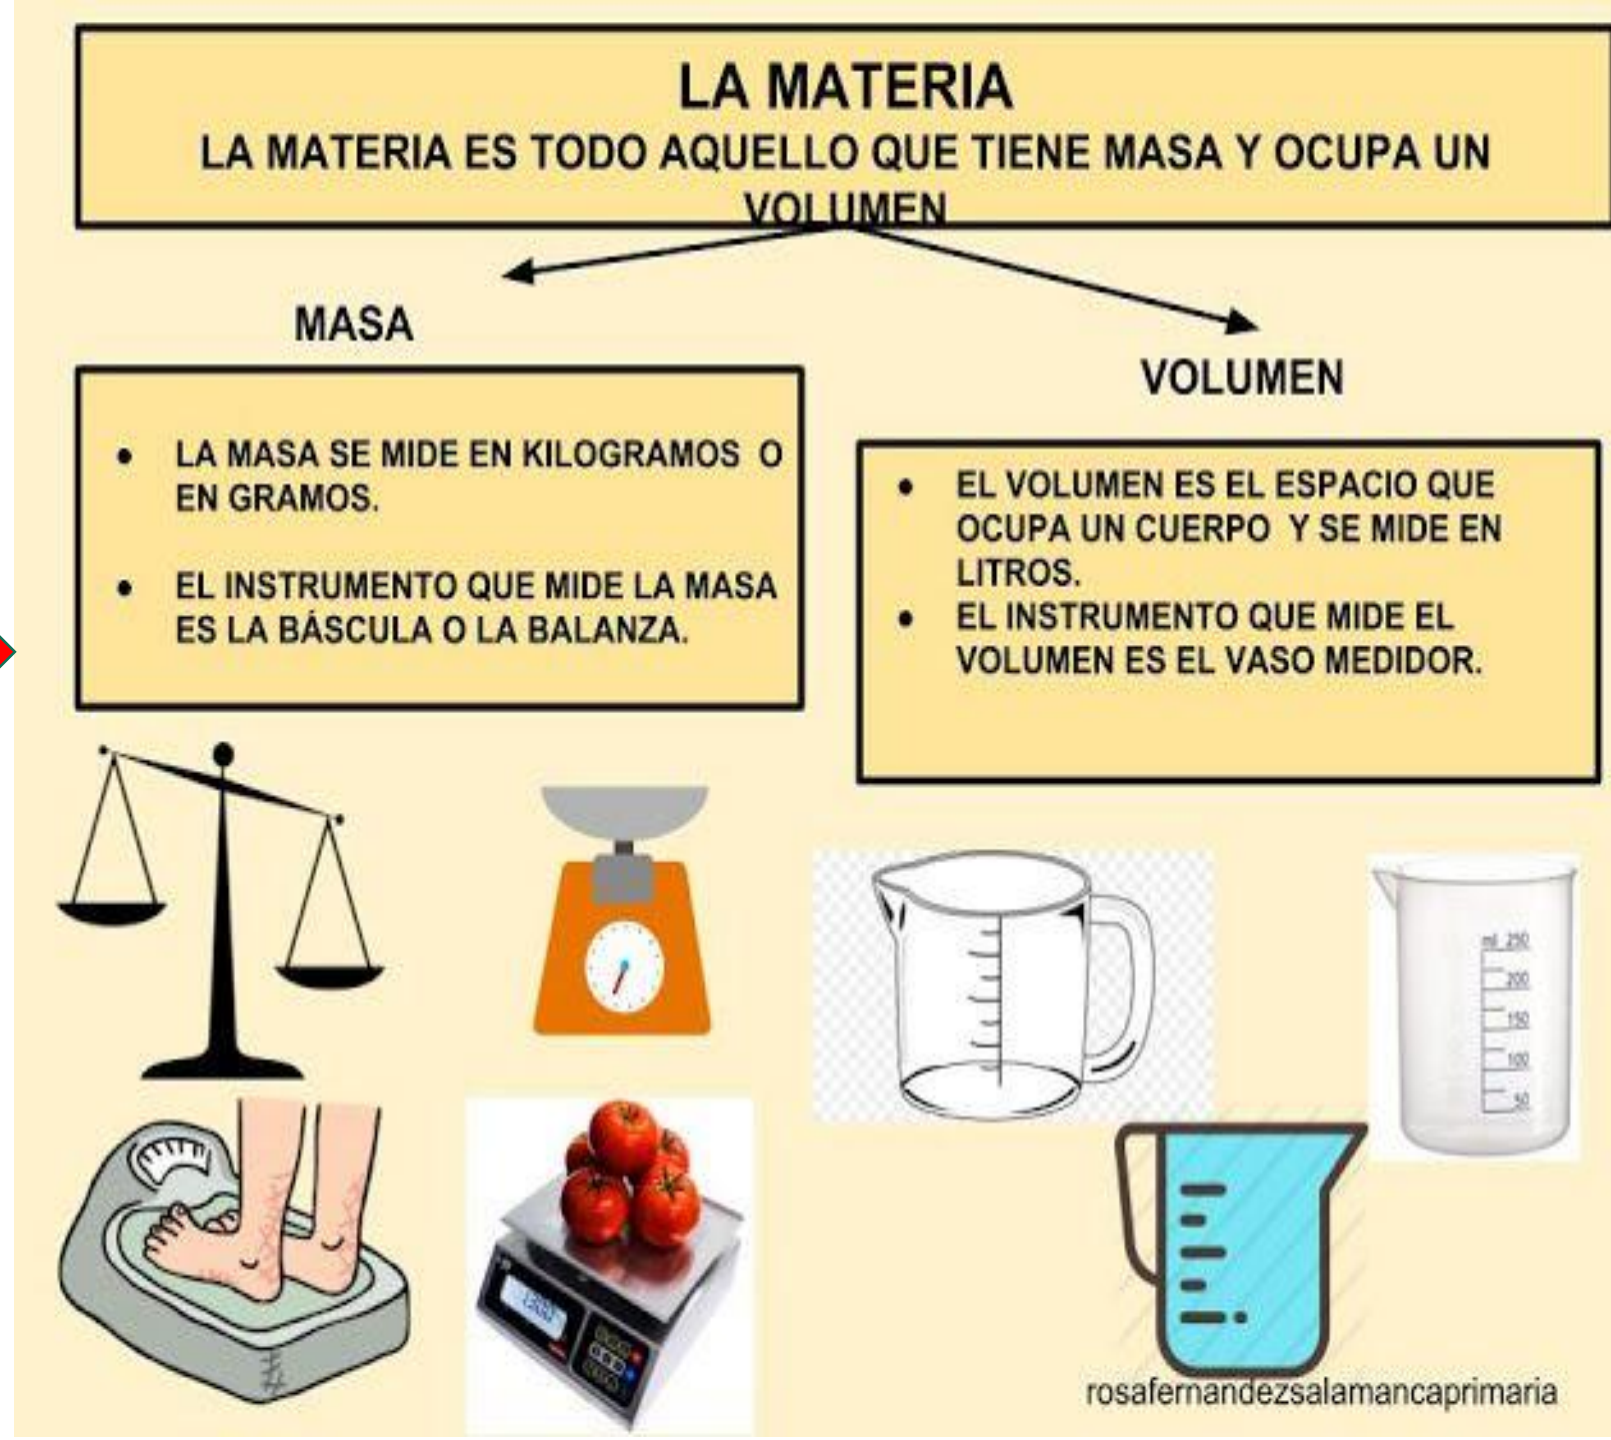 LA MATERIA
LA MATERIA ES TODO AQUELLO QUE TIENE MASA Y OCUPA UN
VOLUMEN
MASA
● LA MASA SE MIDE EN KILOGRAMOS O
EN GRAMOS.
● EL INSTRUMENTO QUE MIDE LA MASA
ES LA BÁSCULA O LA BALANZA.
VOLUMEN
● EL VOLUMEN ES EL ESPACIO QUE
OCUPA UN CUERPO Y SE MIDE EN
LITROS.
● EL INSTRUMENTO QUE MIDE EL
VOLUMEN ES EL VASO MEDIDOR.
ml 250
200
150
100
50
rosafernandezsalamancaprimaria